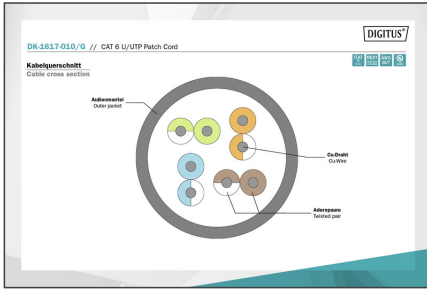 DIGITUS®
DK-1617-010/G // CAT 6 U/UTP Patch Cord
Kabelquerschnitt
Cable cross section
Außenmantel
Outer jacket
Cu-Draht
Cu-Wire
Aderspaare
Twisted pair